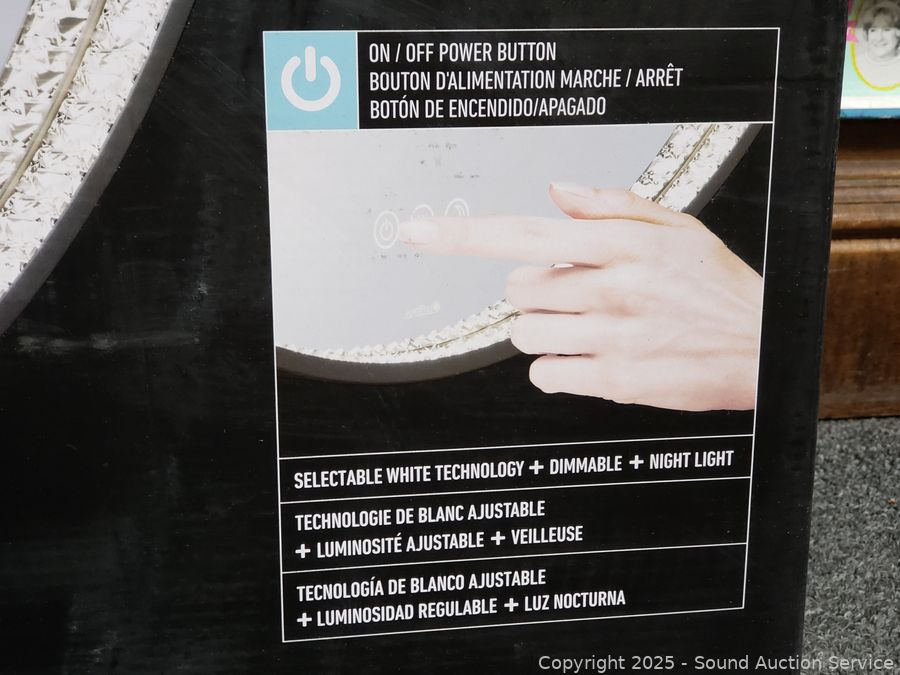 ON / OFF POWER BUTTON
BOUTON D'ALIMENTATION MARCHE / ARRÊT
BOTÓN DE ENCENDIDO/APAGADO
SELECTABLE WHITE TECHNOLOGY + DIMMABLE + NIGHT LIGHT
TECHNOLOGIE DE BLANC AJUSTABLE
+ LUMINOSITÉ AJUSTABLE + VEILLEUSE
TECNOLOGÍA DE BLANCO AJUSTABLE
+ LUMINOSIDAD REGULABLE + LUZ NOCTURNA
Copyright 2025 - Sound Auction Service